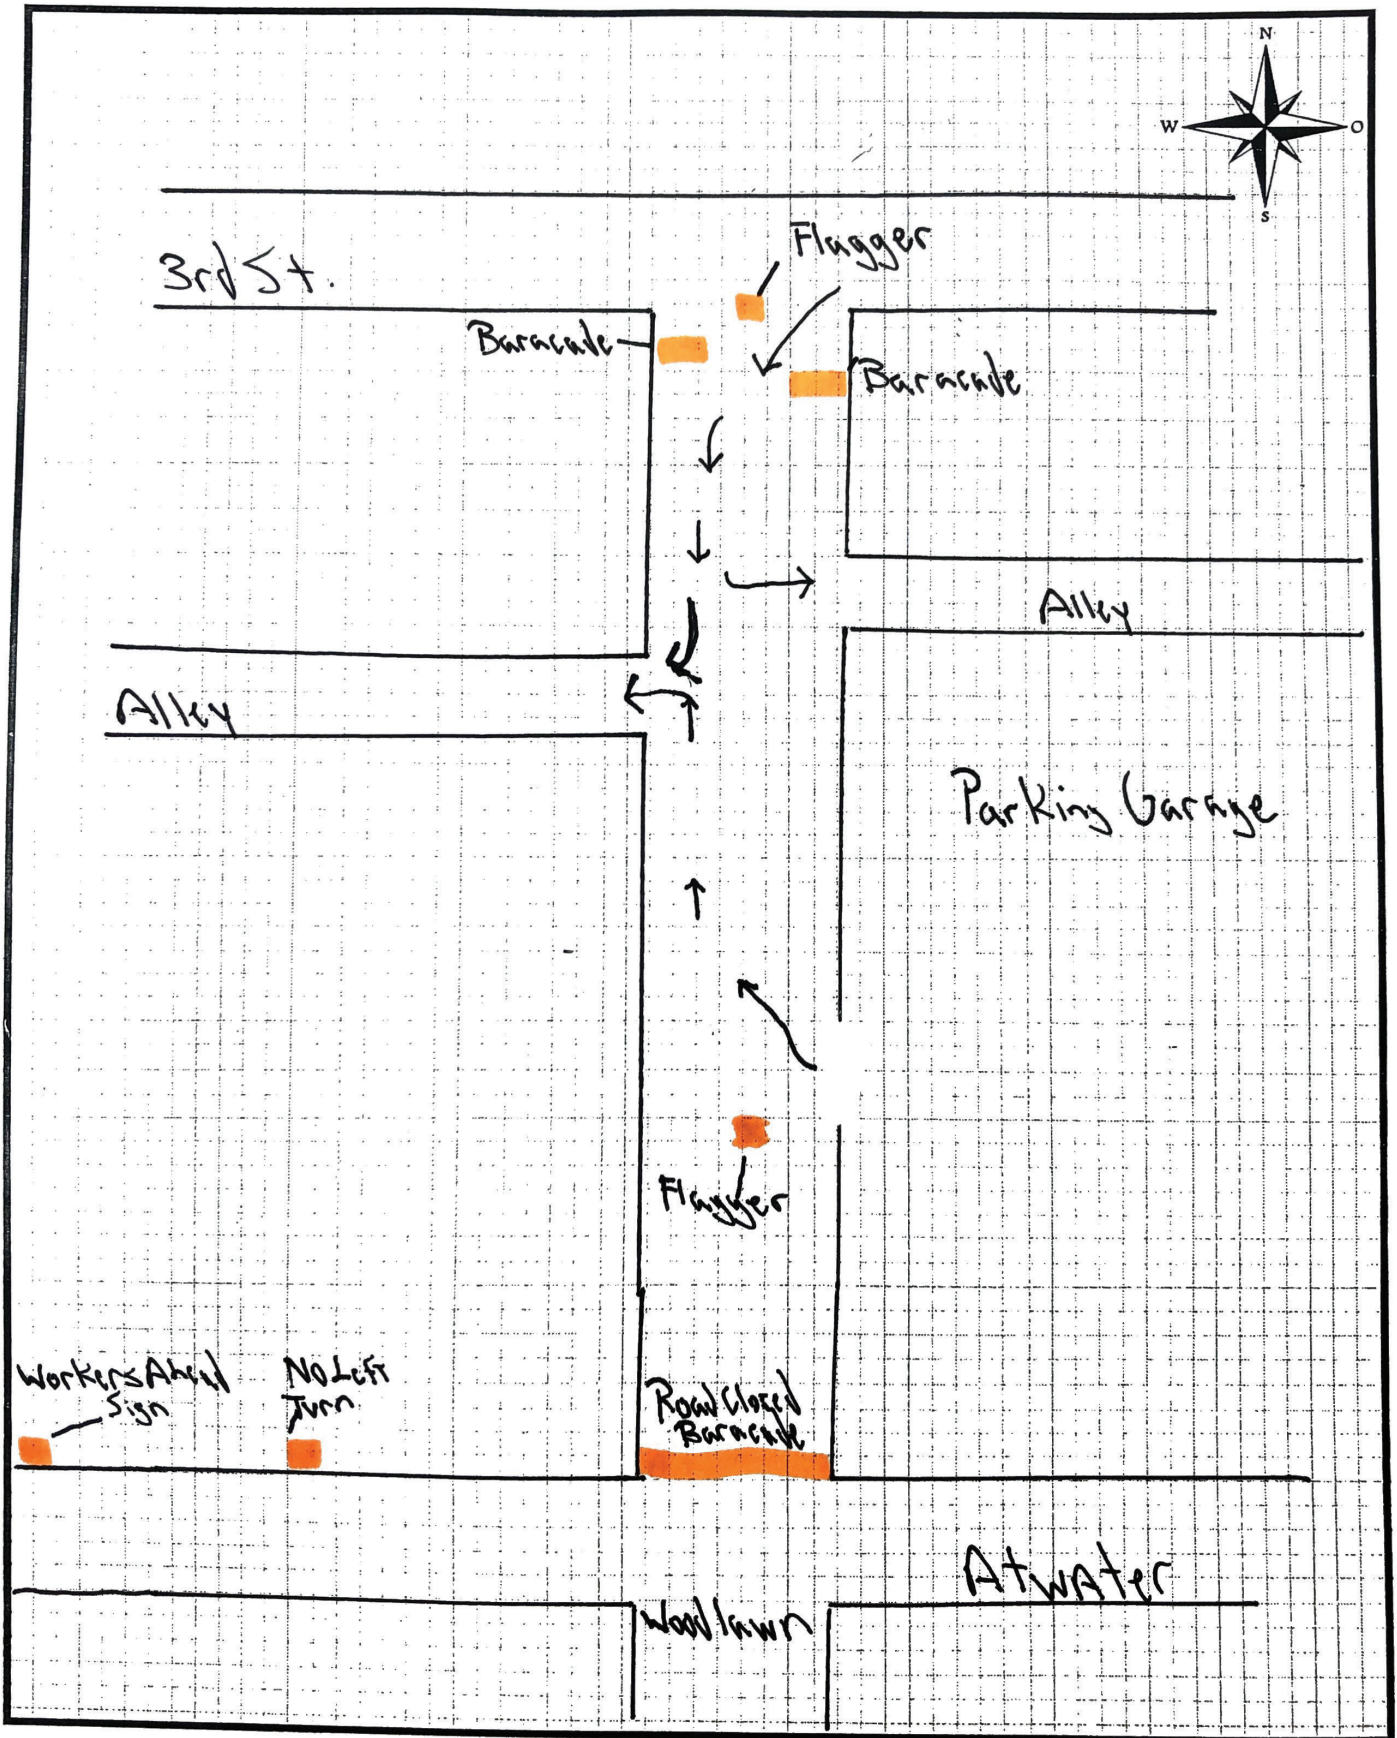 N
W
O
S
Flagger
3rd St.
Baracade
Baracade
Alley
Alley
Parking Garage
Flagger
Workers Ahead
Sign
No Left
Turn
Road Closed
Baracade
Atwater
Woodlawn